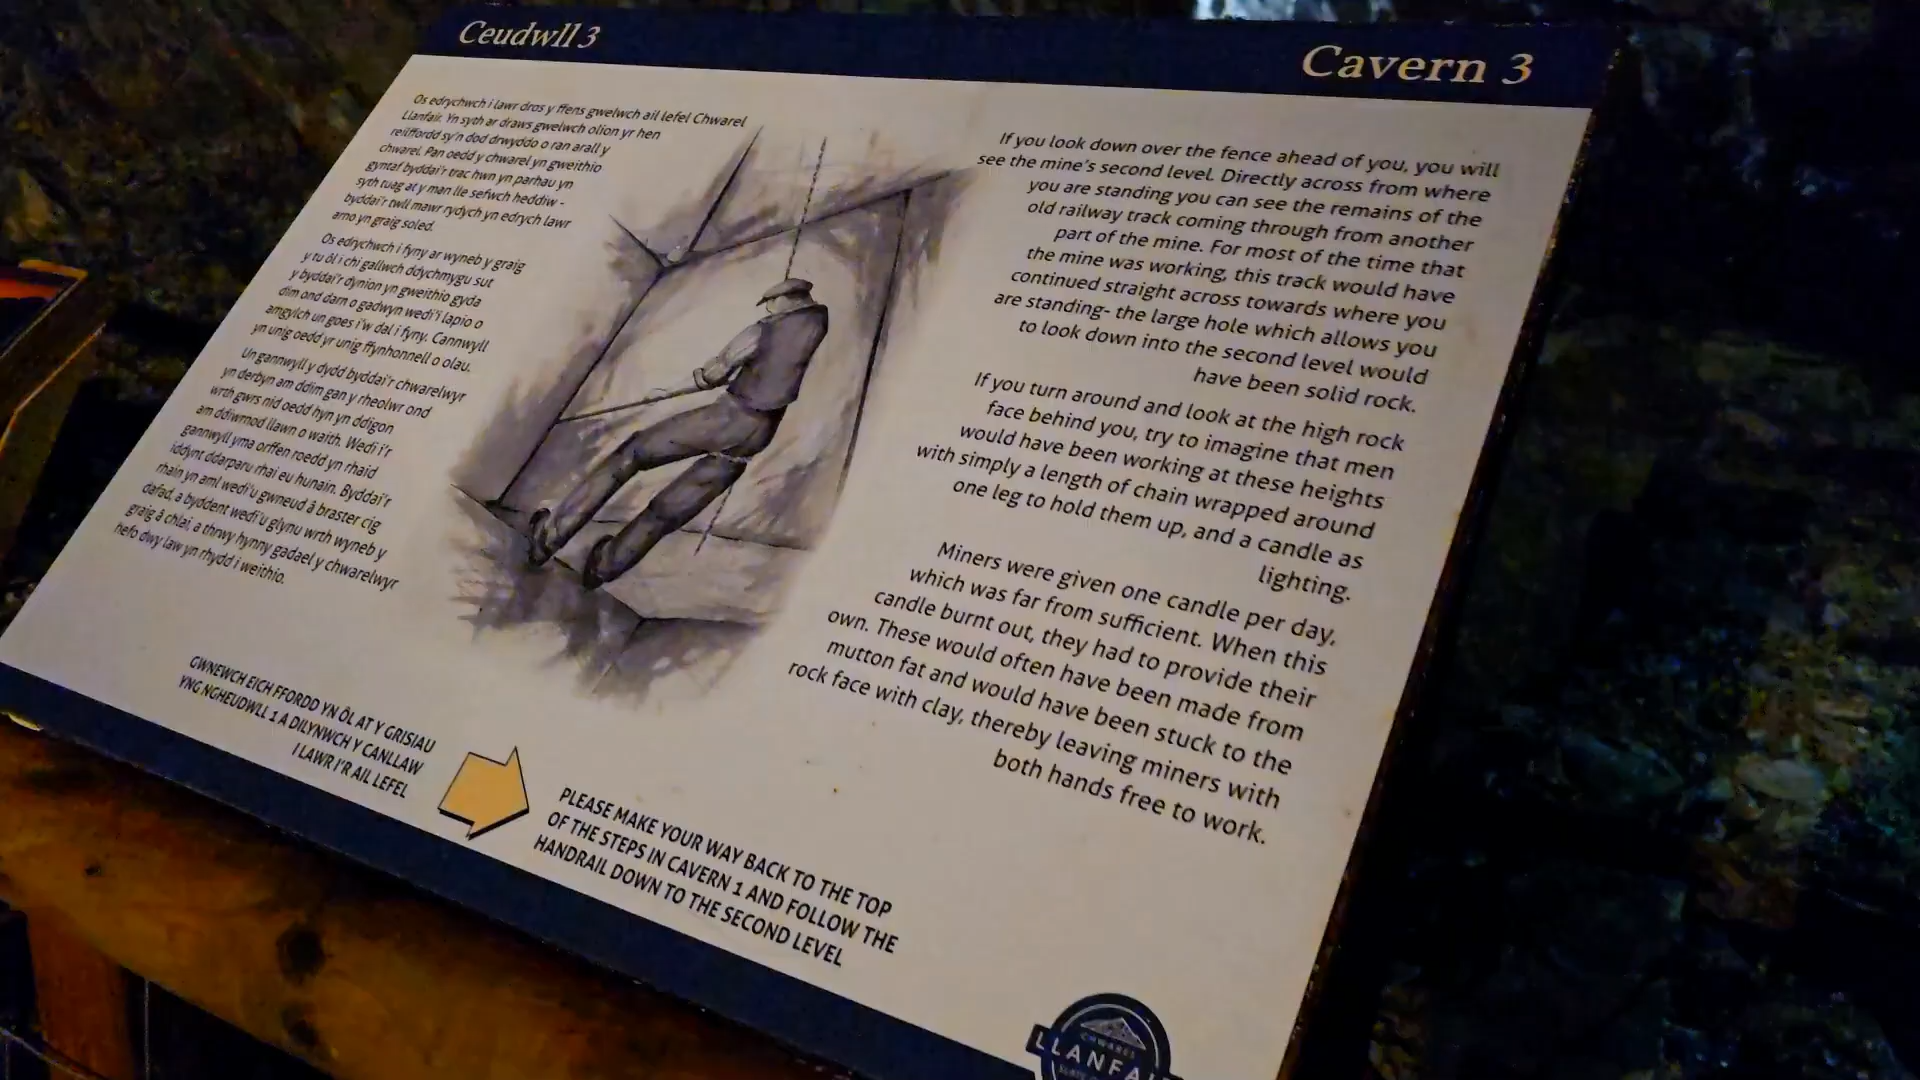 Ceudwll 3
Cavern 3
Os edrychwch i lawr dros y ffens gwelwch ail lefel Chwarel
Llanfair. Yn syth ar draws gwelwch olion yr hen
reilffordd sy'n dod drwyddo o ran arall y
chwarel. Pan oedd y chwarel yn gweithio
gyntaf byddai'r trac hwn yn parhau yn
syth tuag at y man lle sefwch heddiw -
byddai'r twll mawr rydych yn edrych lawr
arno yn graig soled.
Os edrychwch i fyny ar wyneb y graig
y tu ôl i chi gallwch ddychmygu sut
y byddai'r dynion yn gweithio gyda
dim ond darn o gadwyn wedi'i lapio o
amgylch un goes i'w dal i fyny. Cannwyll
yn unig oedd yr unig ffynhonnell o olau.
Un gannwyll y dydd byddai'r chwarelwyr
yn derbyn am ddim gan y rheolwr ond
wrth gwrs nid oedd hyn yn ddigon
am ddiwrnod llawn o waith. Wedi i'r
gannwyll yma orffen roedd yn rhaid
iddynt ddarparu rhai eu hunain. Byddai'r
rhain yn aml wedi'u gwneud â braster cig
dafad, a byddent wedi'u glynu wrth wyneb y
graig â chlai, a thrwy hynny gadael y chwarelwyr
hefo dwy law yn rhydd i weithio.
If you look down over the fence ahead of you, you will
see the mine's second level. Directly across from where
you are standing you can see the remains of the
old railway track coming through from another
part of the mine. For most of the time that
the mine was working, this track would have
continued straight across towards where you
are standing- the large hole which allows you
to look down into the second level would
have been solid rock.
If you turn around and look at the high rock
face behind you, try to imagine that men
would have been working at these heights
with simply a length of chain wrapped around
one leg to hold them up, and a candle as
lighting.
Miners were given one candle per day,
which was far from sufficient. When this
candle burnt out, they had to provide their
own. These would often have been made from
mutton fat and would have been stuck to the
rock face with clay, thereby leaving miners with
both hands free to work.
GWNEWCH EICH FFORDD YN ÔL AT Y GRISIAU
YNG NGHEUDWLL 1 A DILYNWCH Y CANLLAW
I LAWR I'R AIL LEFEL
PLEASE MAKE YOUR WAY BACK TO THE TOP
OF THE STEPS IN CAVERN 1 AND FOLLOW THE
HANDRAIL DOWN TO THE SECOND LEVEL
CHWAREL